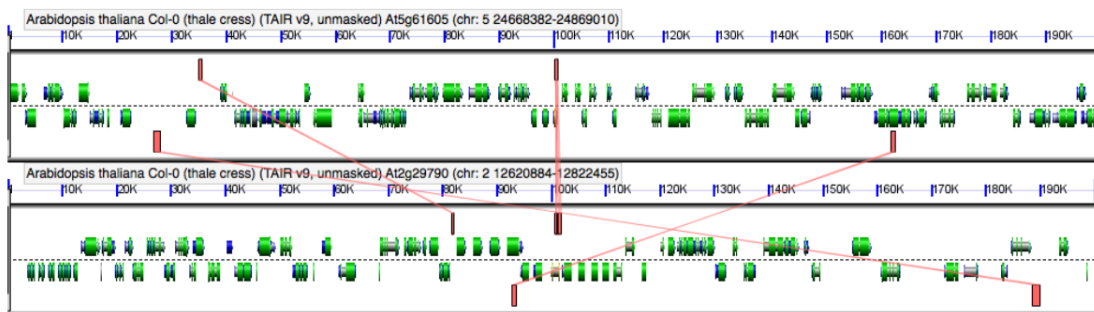 Arabidopsis thaliana Col-0 (thale cress) (TAIR v9, unmasked) At5g61605 (chr: 5 24668382-24869010)
10K 20K 30K 40K 50K 60K 70K 80K 90K 100K 110K 120K 130K 140K 150K 160K 170K 180K 190K
Arabidopsis thaliana Col-0 (thale cress) (TAIR v9, unmasked) At2g29790 (chr: 2 12620884-12822455)
10K 20K 30K 40K 50K 60K 70K 80K 90K 100K 110K 120K 130K 140K 150K 160K 170K 180K 190K